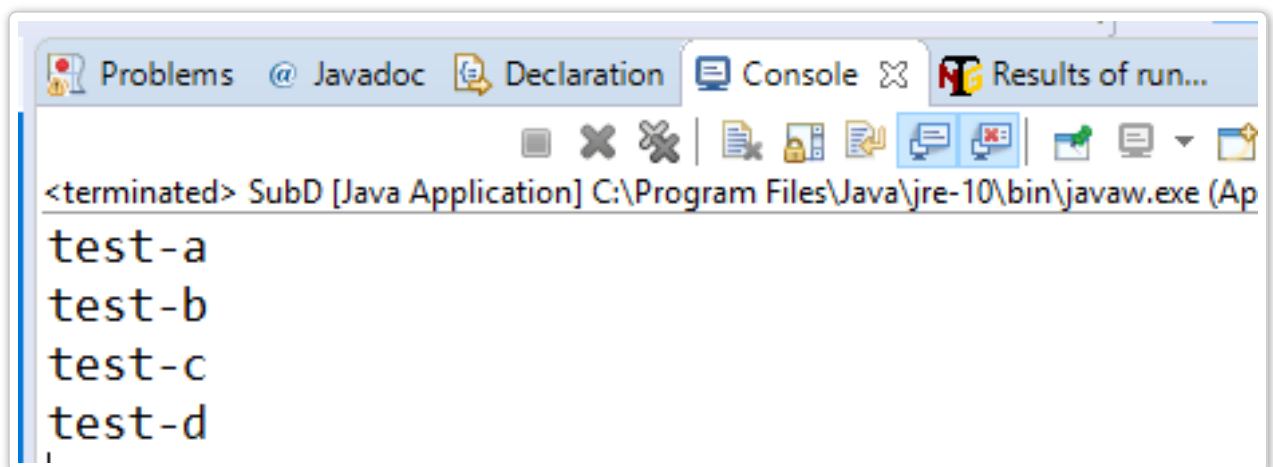 Problems @ Javadoc Declaration Console Results of run...
<terminated> SubD [Java Application] C:\Program Files\Java\jre-10\bin\javaw.exe (Ap
test-a
test-b
test-c
test-d